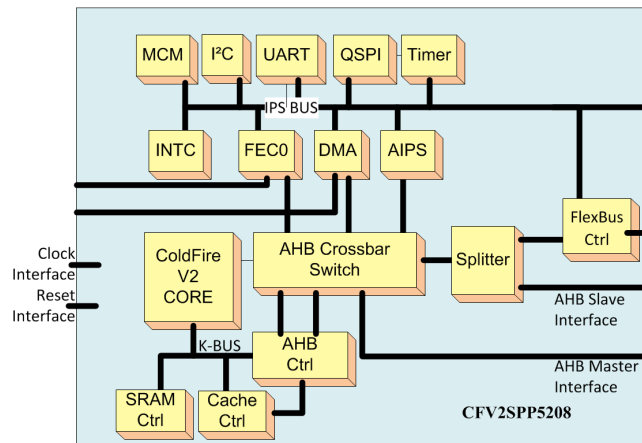 MCM
I²C
UART
QSPI
Timer
IPS BUS
INTC
FEC0
DMA
AIPS
FlexBus
Ctrl
Clock
Interface
Reset
Interface
ColdFire
V2
CORE
AHB Crossbar
Switch
Splitter
AHB Slave
Interface
K-BUS
AHB
Ctrl
AHB Master
Interface
SRAM
Ctrl
Cache
Ctrl
CFV2SPP5208